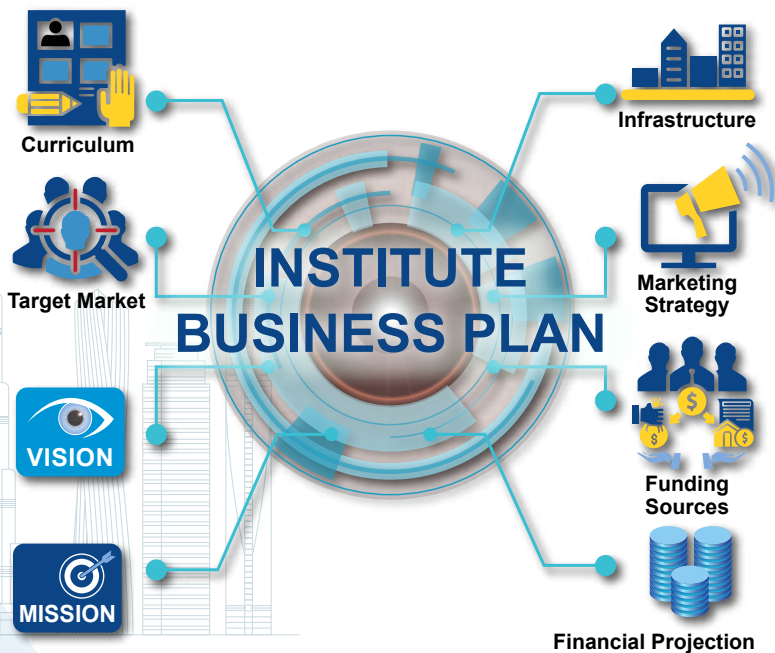 Curriculum
Target Market
VISION
MISSION
INSTITUTE
BUSINESS PLAN
Infrastructure
Marketing
Strategy
$
$
$
Funding
Sources
Financial Projection